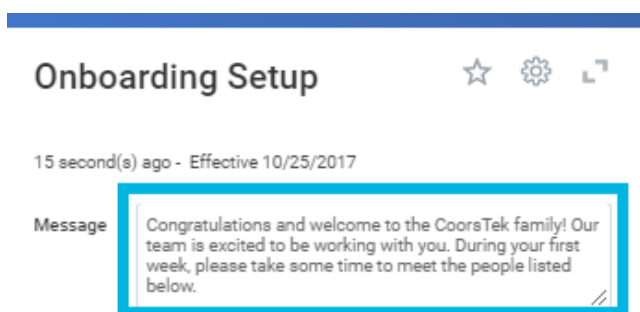 Onboarding Setup
15 second(s) ago - Effective 10/25/2017
Message
Congratulations and welcome to the CoorsTek family! Our
team is excited to be working with you. During your first
week, please take some time to meet the people listed
below.